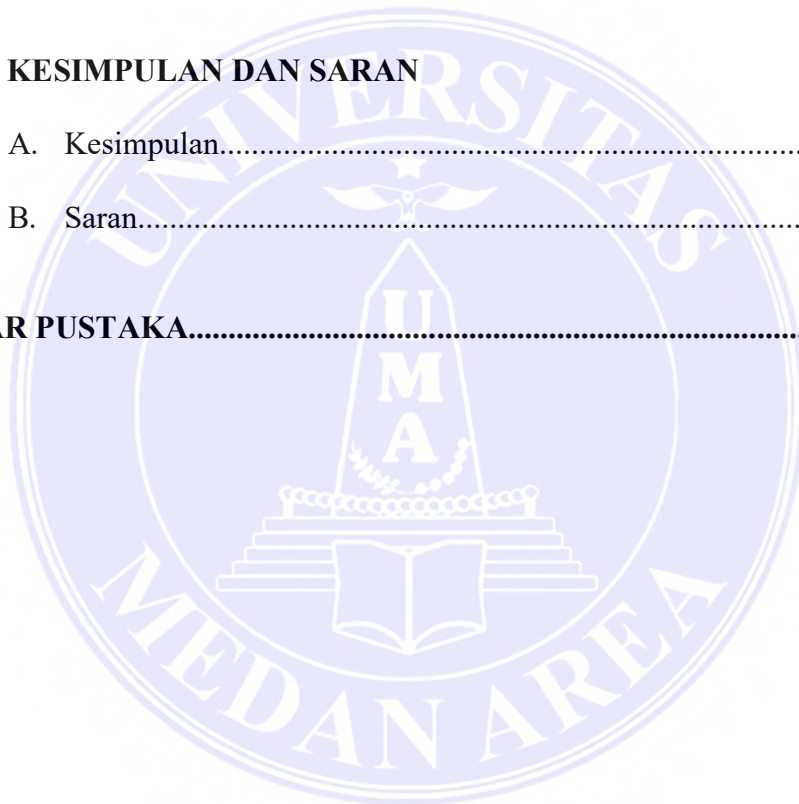 KESIMPULAN DAN SARAN
A. Kesimpulan....................................................................................
B. Saran...............................................................................................
AR PUSTAKA.............................................................................
UNIVERSITAS
U
M
A
MEDAN AREA